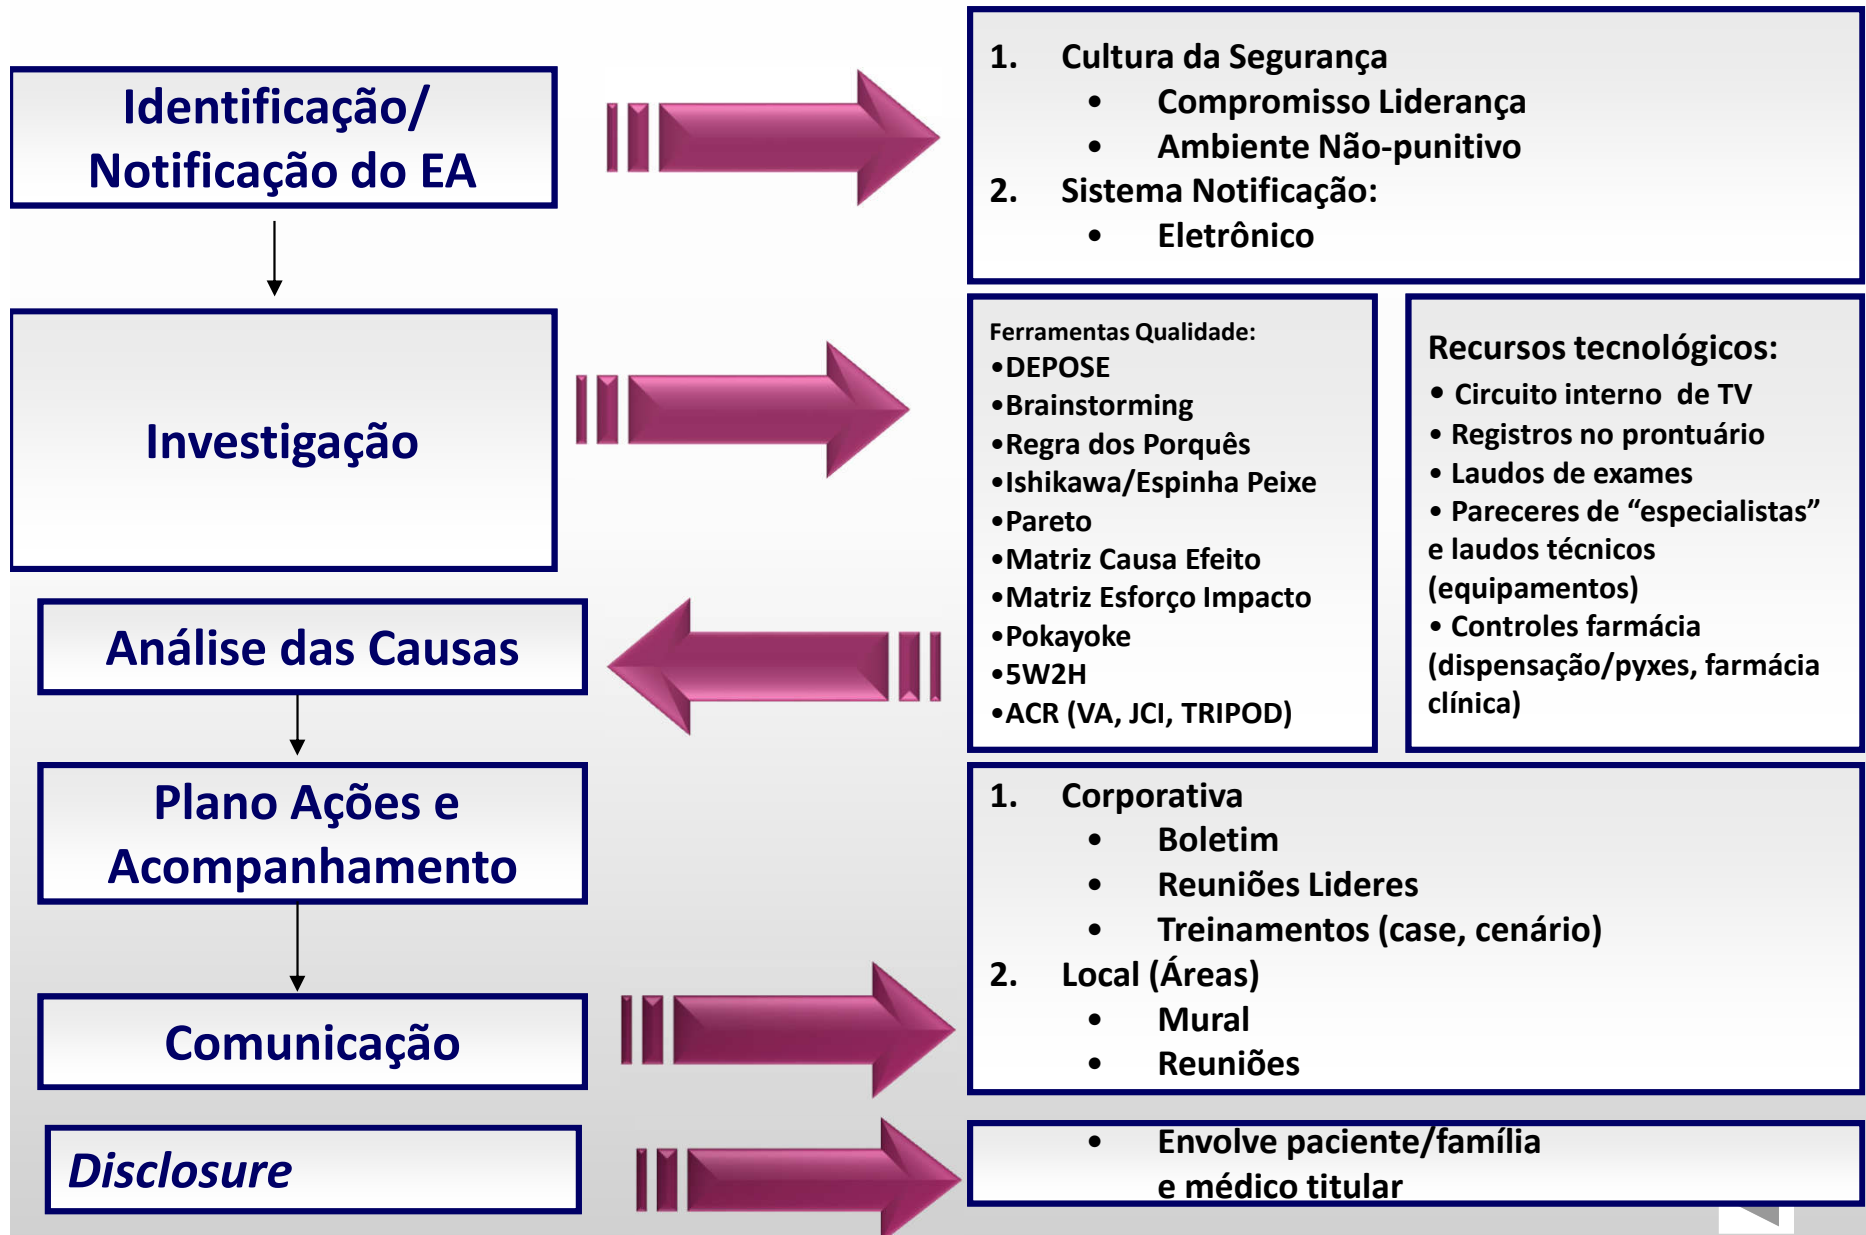 Identificação/
Notificação do EA
1. Cultura da Segurança
• Compromisso Liderança
• Ambiente Não-punitivo
2. Sistema Notificação:
• Eletrônico
Investigação
Ferramentas Qualidade:
•DEPOSE
•Brainstorming
•Regra dos Porquês
•Ishikawa/Espinha Peixe
•Pareto
•Matriz Causa Efeito
•Matriz Esforço Impacto
•Pokayoke
•5W2H
•ACR (VA, JCI, TRIPOD)
Recursos tecnológicos:
• Circuito interno de TV
• Registros no prontuário
• Laudos de exames
• Pareceres de “especialistas”
e laudos técnicos
(equipamentos)
• Controles farmácia
(dispensação/pyxes, farmácia
clínica)
Análise das Causas
Plano Ações e
Acompanhamento
Comunicação
1. Corporativa
• Boletim
• Reuniões Lideres
• Treinamentos (case, cenário)
2. Local (Áreas)
• Mural
• Reuniões
Disclosure
• Envolve paciente/família
e médico titular